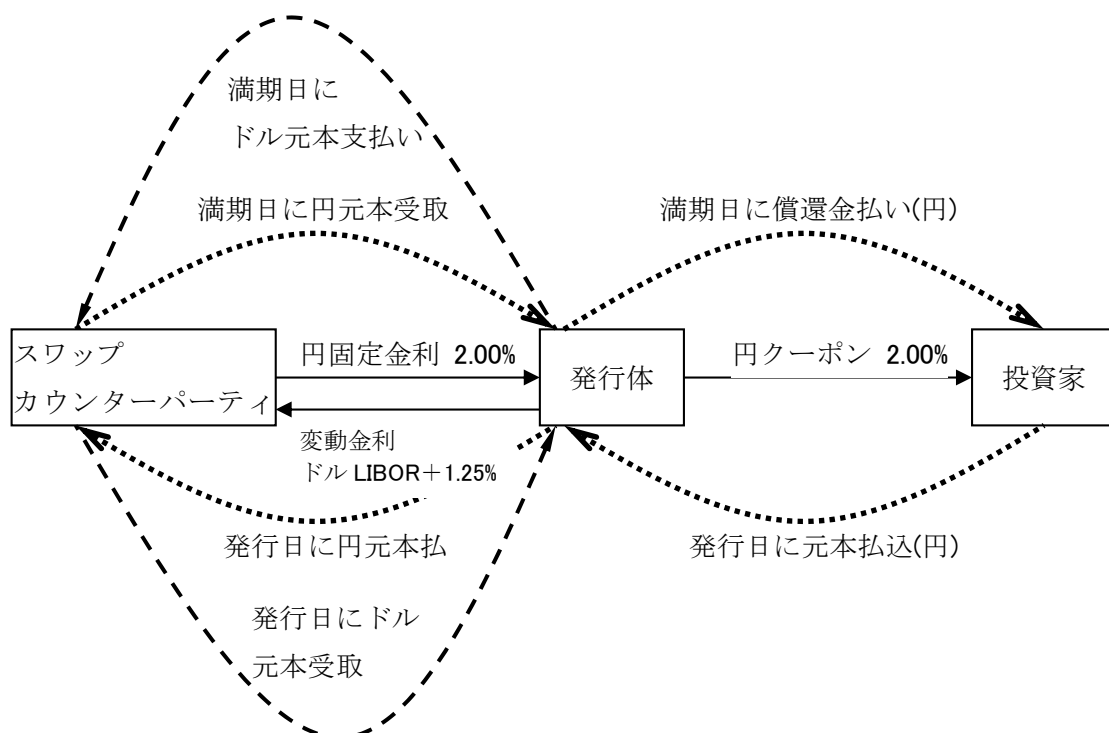 満期日に
ドル元本支払い
満期日に円元本受取
満期日に償還金払い(円)
スワップ
カウンターパーティ
円固定金利 2.00%
発行体
円クーポン 2.00%
投資家
変動金利
ドル LIBOR＋1.25%
発行日に円元本払
発行日に元本払込(円)
発行日にドル
元本受取